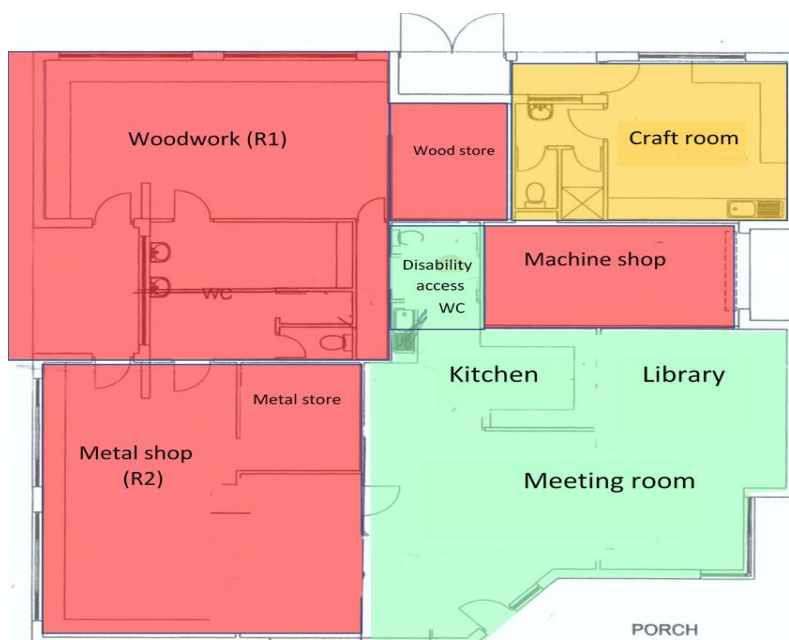 Woodwork (R1)
Wood store
Craft room
Disability
access
WC
Machine shop
WC
Kitchen
Library
Metal store
Metal shop
(R2)
Meeting room
PORCH